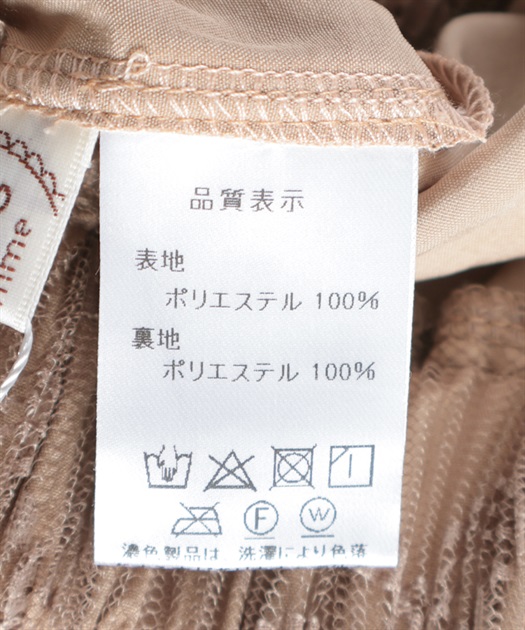 品質表示
表地
ポリエステル 100%
裏地
ポリエステル 100%
F W
濃色製品は、洗濯により色落